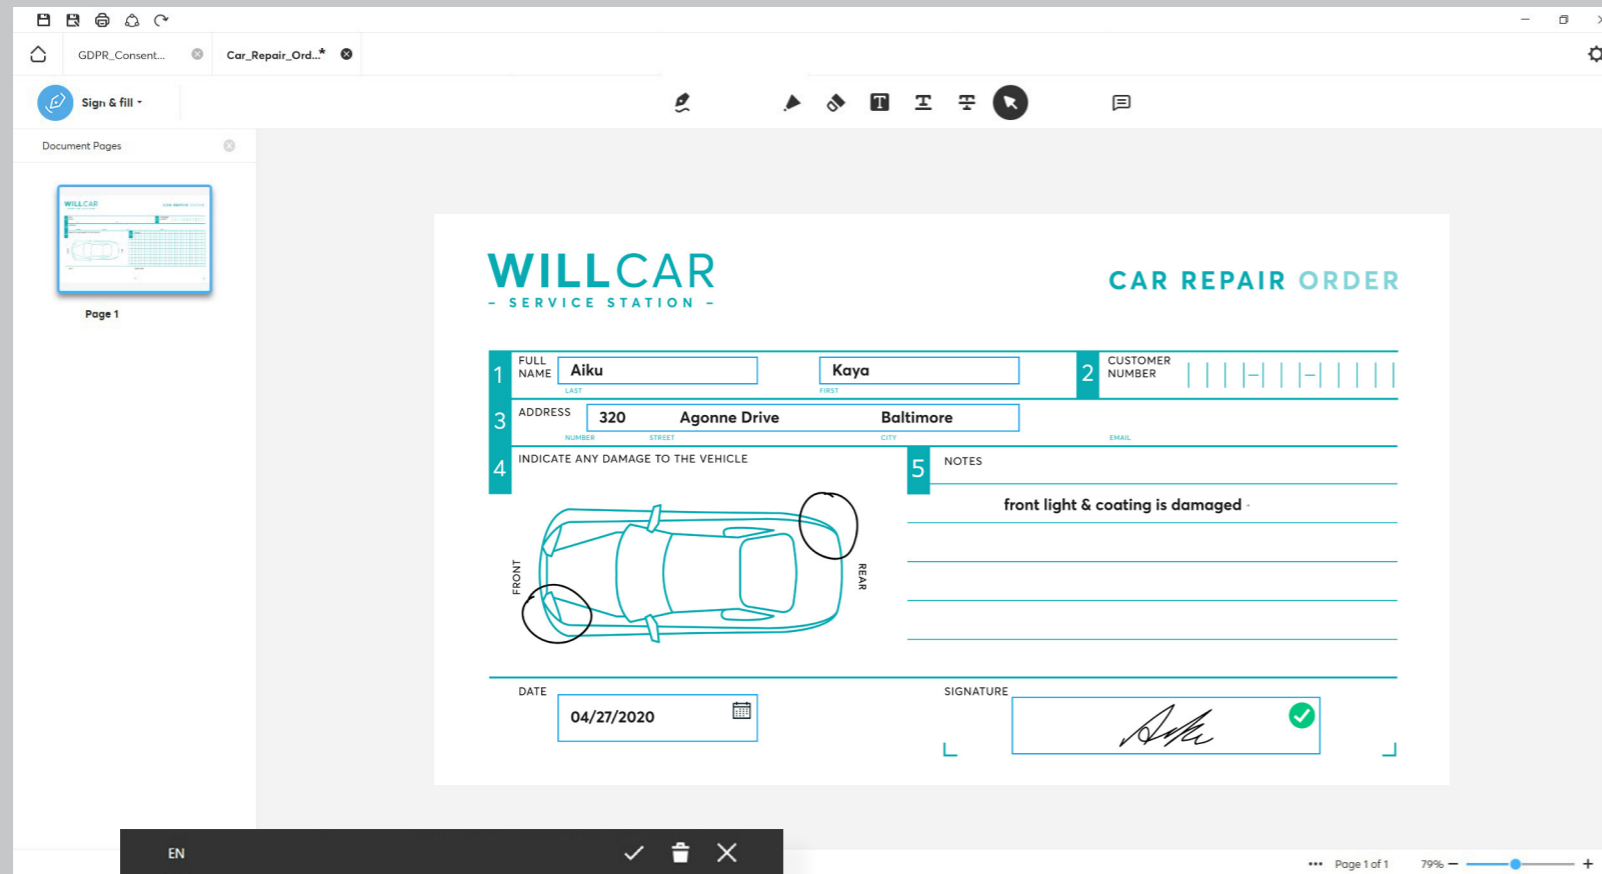 GDPR_Consent...
Car_Repair_Ord...*
Sign & fill
Document Pages
Page 1
WILLCAR
- SERVICE STATION -
CAR REPAIR ORDER
1 FULL NAME Aiku Kaya
LAST FIRST
2 CUSTOMER NUMBER
3 ADDRESS 320 Agonne Drive Baltimore
NUMBER STREET CITY EMAIL
4 INDICATE ANY DAMAGE TO THE VEHICLE
FRONT
REAR
5 NOTES
front light & coating is damaged
DATE
04/27/2020
SIGNATURE
EN
Page 1 of 1 79%